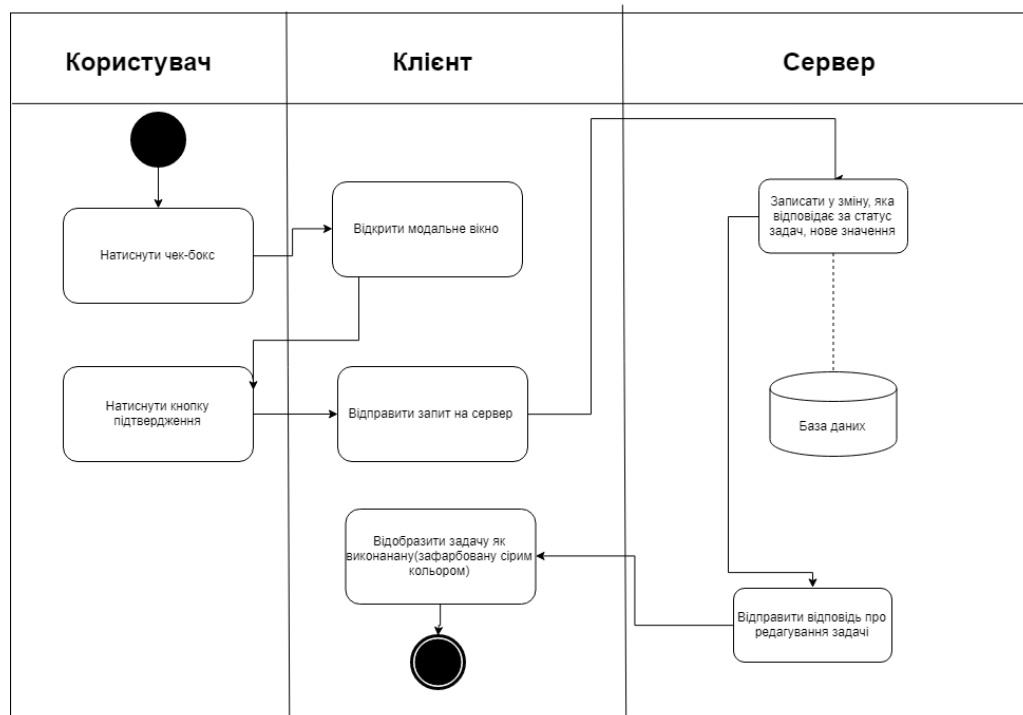 Користувач
Клієнт
Сервер
Натиснути чек-бокс
Відкрити модальне вікно
Записати у зміну, яка
відповідає за статус
задач, нове значення
Натиснути кнопку
підтвердження
Відправити запит на сервер
База даних
Відобразити задачу як
виконанану(зафарбовану сірим
кольором)
Відправити відповідь про
редагування задачі